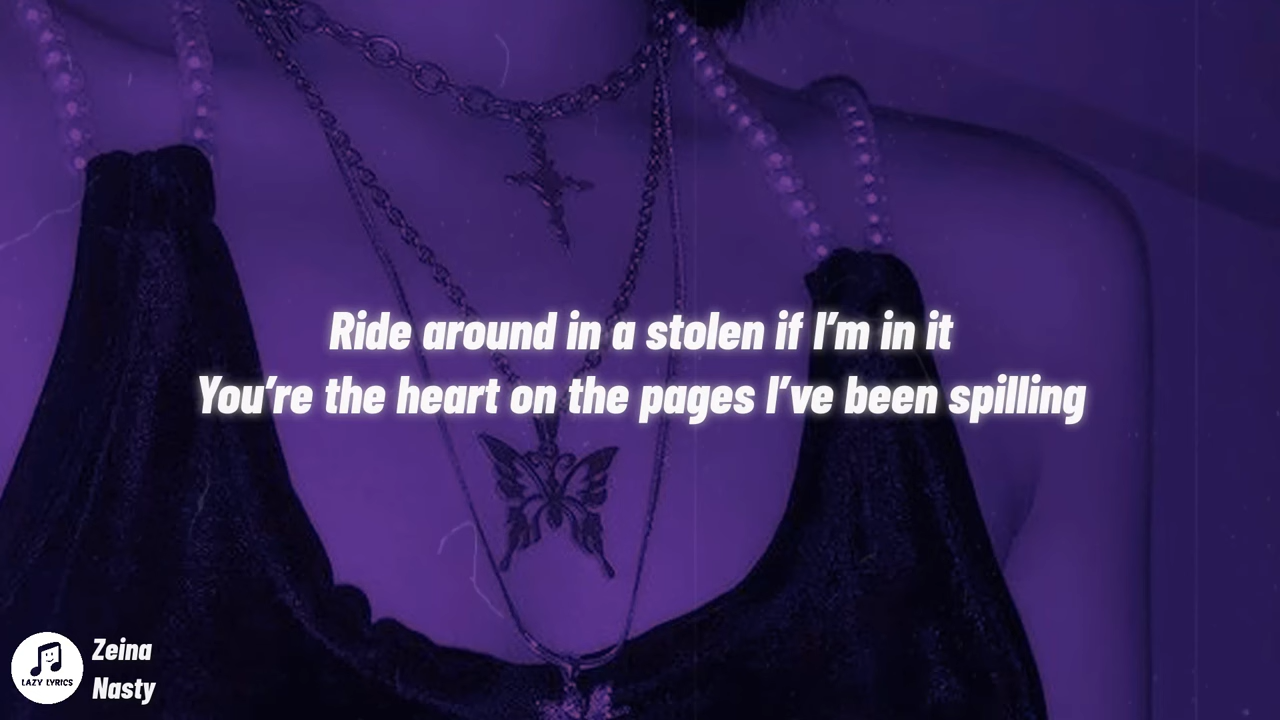 Ride around in a stolen if I’m in it
You’re the heart on the pages I’ve been spilling
LAZY LYRICS
Zeina
Nasty